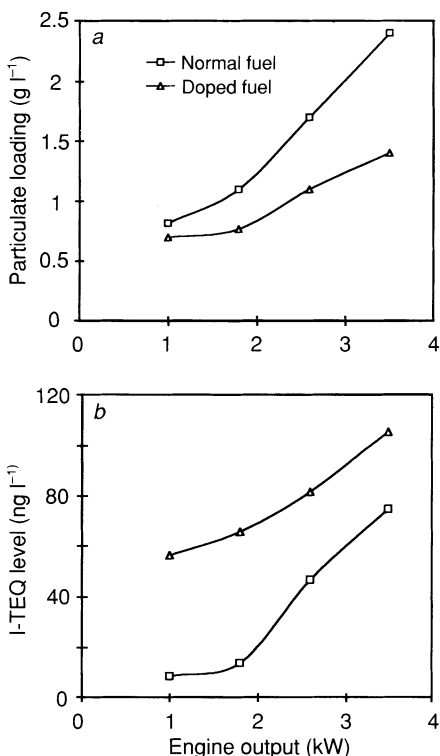 a
Normal fuel
Doped fuel
Particulate loading (g l⁻¹)
2.5
2
1.5
1
0.5
0
0 1 2 3 4
b
I-TEQ level (ng l⁻¹)
120
80
40
0
0 1 2 3 4
Engine output (kW)